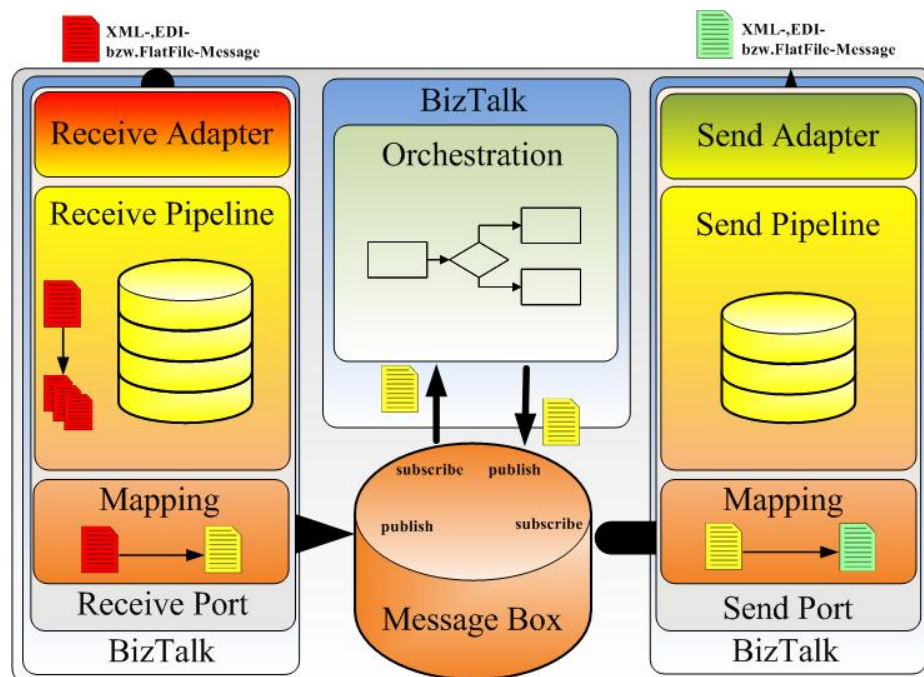 XML-,EDI-
bzw.FlatFile-Message
Receive Adapter
Receive Pipeline
Mapping
Receive Port
BizTalk
BizTalk
Orchestration
subscribe
publish
publish
subscribe
Message Box
XML-,EDI-
bzw.FlatFile-Message
Send Adapter
Send Pipeline
Mapping
Send Port
BizTalk